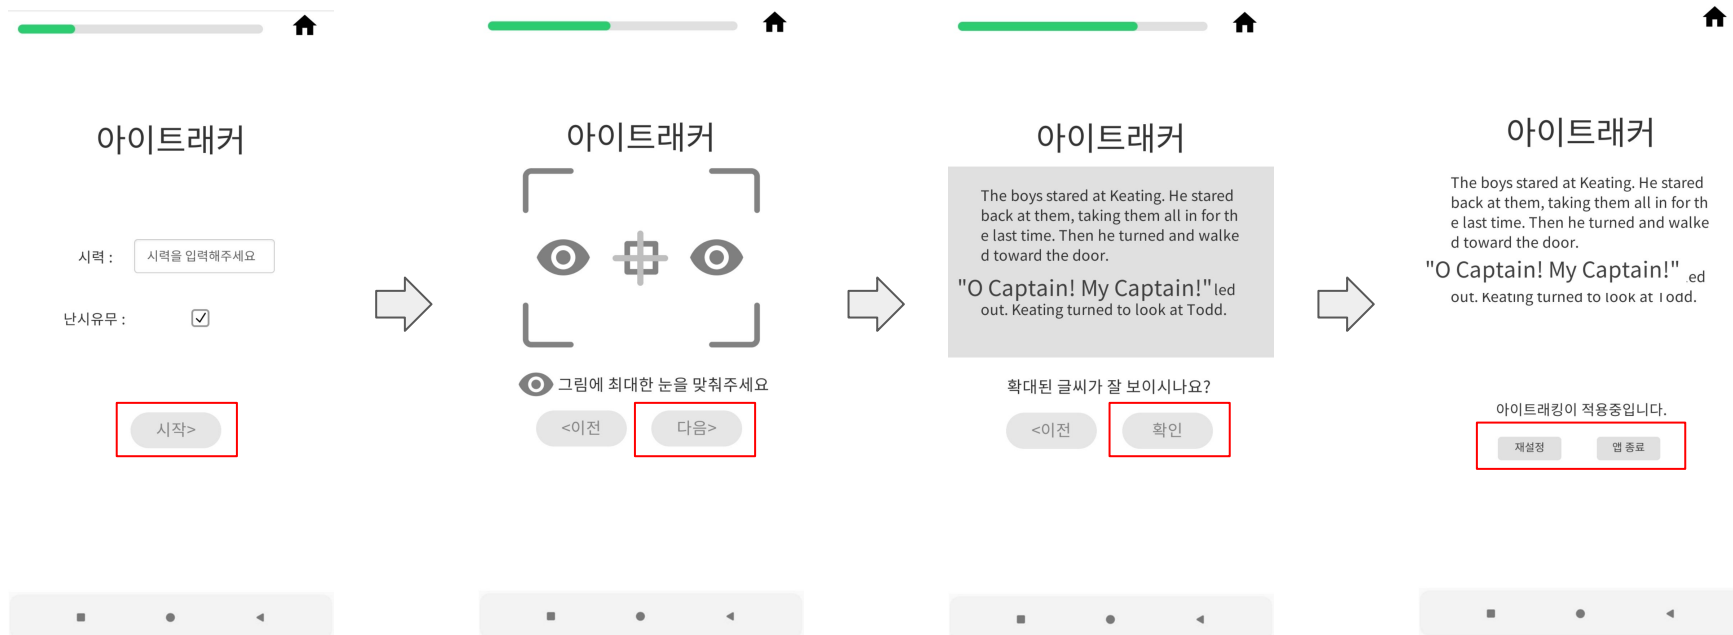 아이트래커
시력 :
시력을 입력해주세요
난시유무 :
시작>
아이트래커
그림에 최대한 눈을 맞춰주세요
<이전
다음>
아이트래커
The boys stared at Keating. He stared
back at them, taking them all in for th
e last time. Then he turned and walke
d toward the door.
"O Captain! My Captain!" led
out. Keating turned to look at Todd.
확대된 글씨가 잘 보이시나요?
<이전
확인
아이트래커
The boys stared at Keating. He stared
back at them, taking them all in for th
e last time. Then he turned and walke
d toward the door.
"O Captain! My Captain!" ed
out. Keating turned to look at Todd.
아이트래킹이 적용중입니다.
재설정
앱 종료